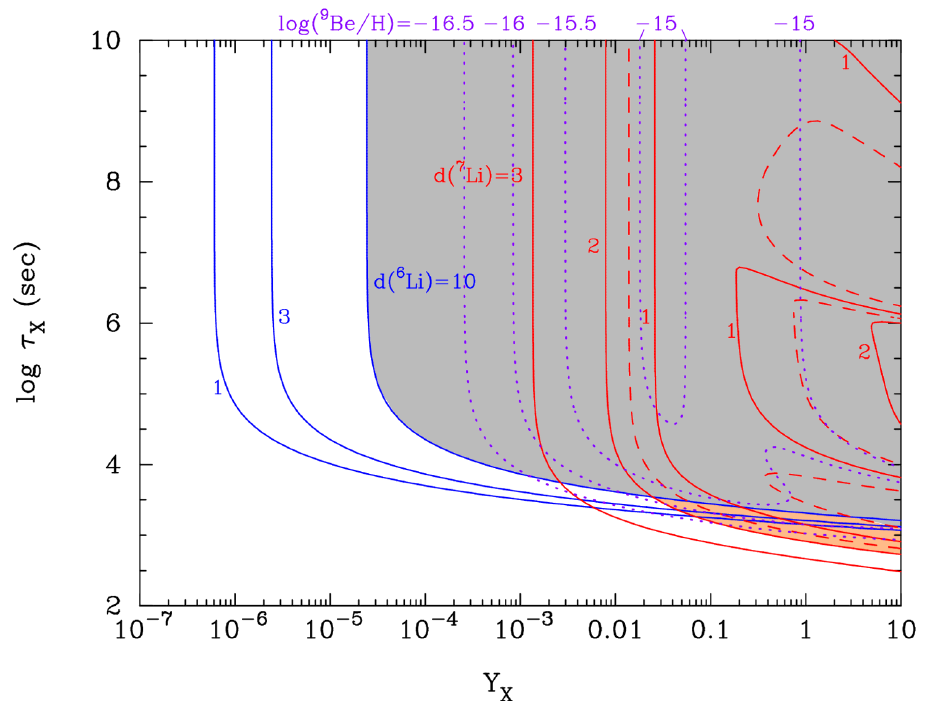 log(⁹Be/H)=−16.5 −16 −15.5 −15 −15
10
1
8
d(⁷Li)=3
2
d(⁶Li)=10
6
3
1
1
2
1
4
2
log τ_X (sec)
10⁻⁷ 10⁻⁶ 10⁻⁵ 10⁻⁴ 10⁻³ 0.01 0.1 1 10
Y_X